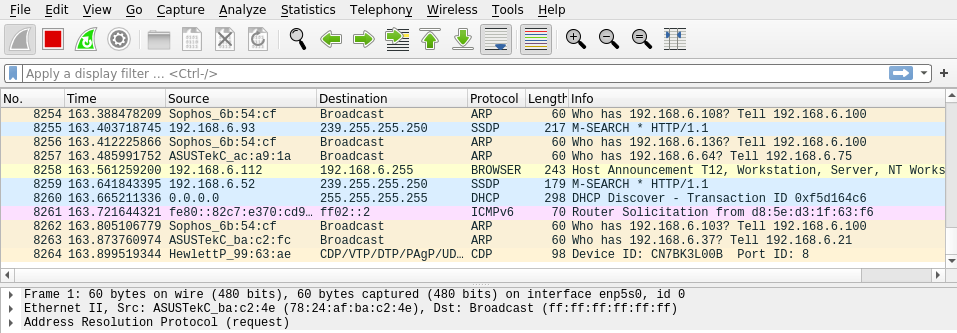 File Edit View Go Capture Analyze Statistics Telephony Wireless Tools Help
Apply a display filter ... <Ctrl-/>
No. Time Source Destination Protocol Length Info
8254 163.388478209 Sophos_6b:54:cf Broadcast ARP 60 Who has 192.168.6.108? Tell 192.168.6.100
8255 163.403718745 192.168.6.93 239.255.255.250 SSDP 217 M-SEARCH * HTTP/1.1
8256 163.412225866 Sophos_6b:54:cf Broadcast ARP 60 Who has 192.168.6.136? Tell 192.168.6.100
8257 163.485991752 ASUSTekC_ac:a9:1a Broadcast ARP 60 Who has 192.168.6.64? Tell 192.168.6.75
8258 163.561259200 192.168.6.112 192.168.6.255 BROWSER 243 Host Announcement T12, Workstation, Server, NT Works
8259 163.641843395 192.168.6.52 239.255.255.250 SSDP 179 M-SEARCH * HTTP/1.1
8260 163.665211336 0.0.0.0 255.255.255.255 DHCP 298 DHCP Discover - Transaction ID 0xf5d164c6
8261 163.721644321 fe80::82c7:e370:cd9… ff02::2 ICMPv6 70 Router Solicitation from d8:5e:d3:1f:63:f6
8262 163.805106779 Sophos_6b:54:cf Broadcast ARP 60 Who has 192.168.6.103? Tell 192.168.6.100
8263 163.873760974 ASUSTekC_ba:c2:fc Broadcast ARP 60 Who has 192.168.6.37? Tell 192.168.6.21
8264 163.899519344 HewlettP_99:63:ae CDP/VTP/DTP/PAgP/UD… CDP 98 Device ID: CN7BK3L00B Port ID: 8
Frame 1: 60 bytes on wire (480 bits), 60 bytes captured (480 bits) on interface enp5s0, id 0
Ethernet II, Src: ASUSTekC_ba:c2:4e (78:24:af:ba:c2:4e), Dst: Broadcast (ff:ff:ff:ff:ff:ff)
Address Resolution Protocol (request)